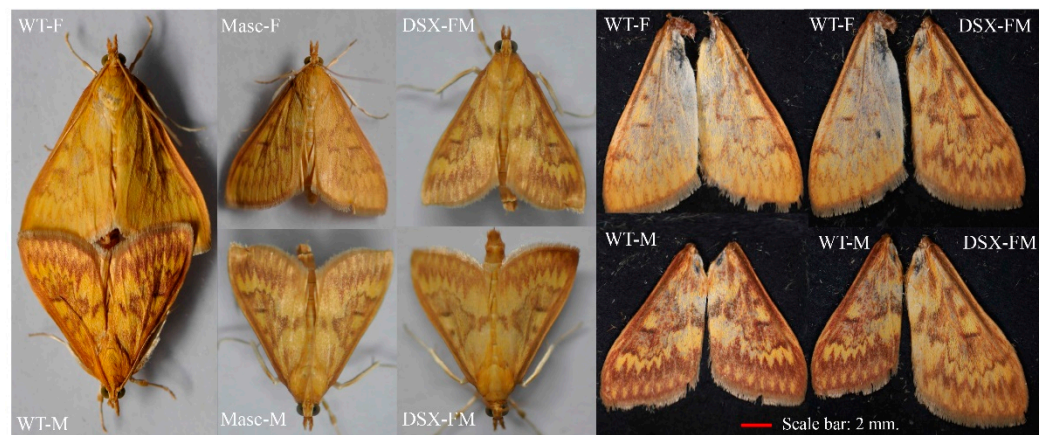 WT-F
Masc-F
DSX-FM
WT-F
WT-F
DSX-FM
WT-M
WT-M
DSX-FM
WT-M
Masc-M
DSX-FM
Scale bar: 2 mm.